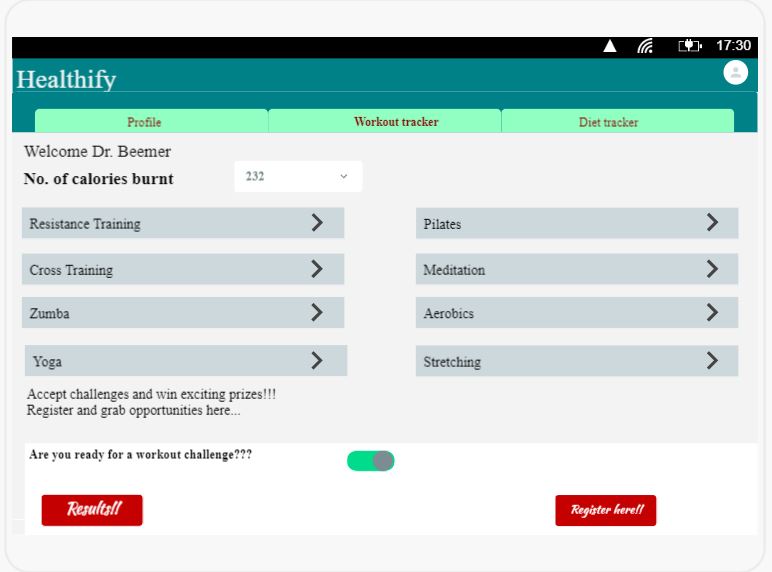 17:30
Healthify
Profile Workout tracker Diet tracker
Welcome Dr. Beemer
No. of calories burnt 232
Resistance Training Pilates
Cross Training Meditation
Zumba Aerobics
Yoga Stretching
Accept challenges and win exciting prizes!!!
Register and grab opportunities here...
Are you ready for a workout challenge???
Results!! Register here!!